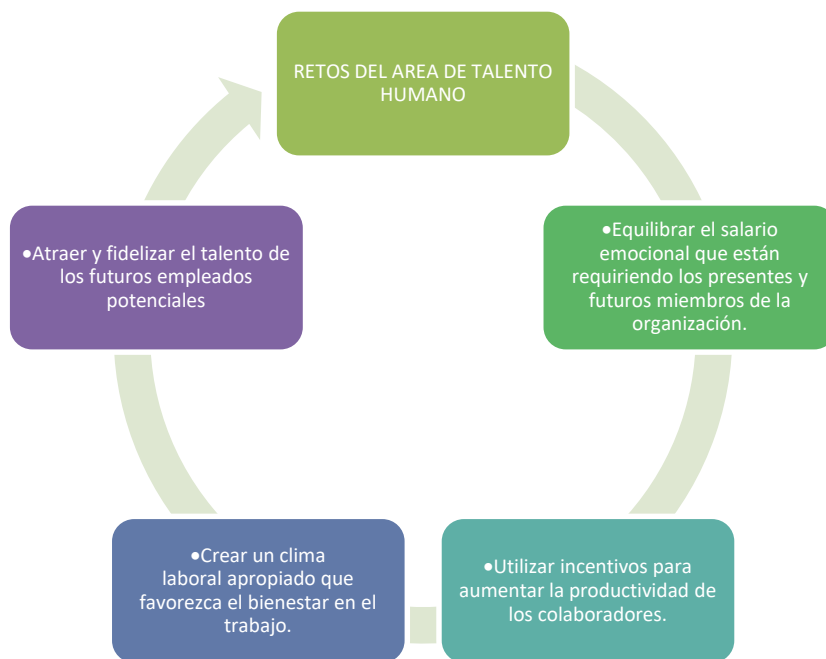 RETOS DEL AREA DE TALENTO
HUMANO
•Equilibrar el salario
emocional que están
requiriendo los presentes y
futuros miembros de la
organización.
•Utilizar incentivos para
aumentar la productividad de
los colaboradores.
•Crear un clima
laboral apropiado que
favorezca el bienestar en el
trabajo.
•Atraer y fidelizar el talento de
los futuros empleados
potenciales